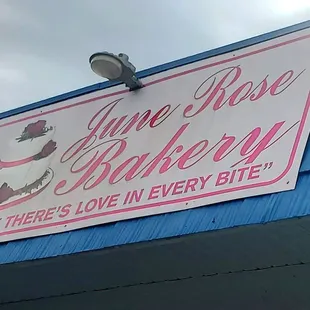 June Rose
Bakery
"THERE'S LOVE IN EVERY BITE"